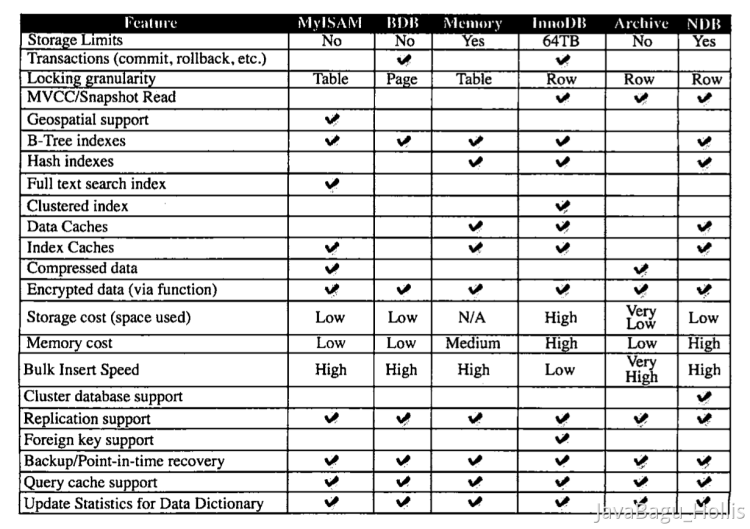 Feature MyISAM BDB Memory InnoDB Archive NDB
Storage Limits No No Yes 64TB No Yes
Transactions (commit, rollback, etc.) ✔ ✔
Locking granularity Table Page Table Row Row Row
MVCC/Snapshot Read ✔ ✔ ✔
Geospatial support ✔
B-Tree indexes ✔ ✔ ✔ ✔ ✔
Hash indexes ✔ ✔ ✔
Full text search index ✔
Clustered index ✔
Data Caches ✔ ✔ ✔
Index Caches ✔ ✔ ✔ ✔
Compressed data ✔ ✔
Encrypted data (via function) ✔ ✔ ✔ ✔ ✔ ✔
Storage cost (space used) Low Low N/A High Very Low Low
Memory cost Low Low Medium High Low High
Bulk Insert Speed High High High Low Very High High
Cluster database support ✔
Replication support ✔ ✔ ✔ ✔ ✔ ✔
Foreign key support ✔
Backup/Point-in-time recovery ✔ ✔ ✔ ✔ ✔ ✔
Query cache support ✔ ✔ ✔ ✔ ✔ ✔
Update Statistics for Data Dictionary ✔ ✔ ✔ ✔ ✔ ✔
JavaBagu_Hollis